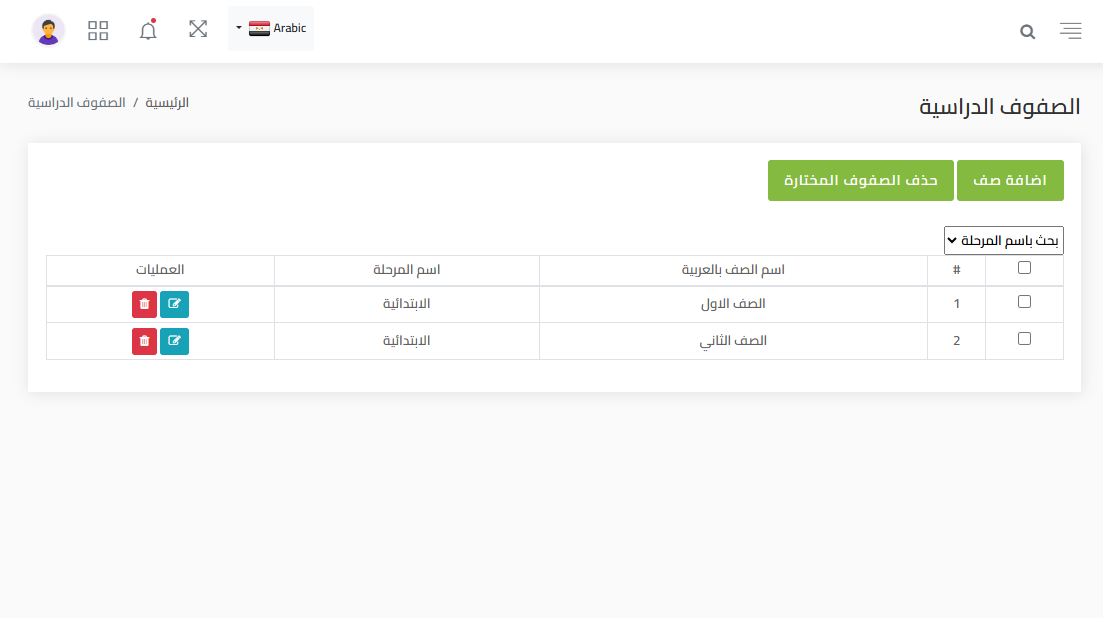 Arabic
الصفوف الدراسية
الرئيسية / الصفوف الدراسية
اضافة صف
حذف الصفوف المختارة
بحث باسم المرحلة
# اسم الصف بالعربية اسم المرحلة العمليات
1 الصف الاول الابتدائية
2 الصف الثاني الابتدائية